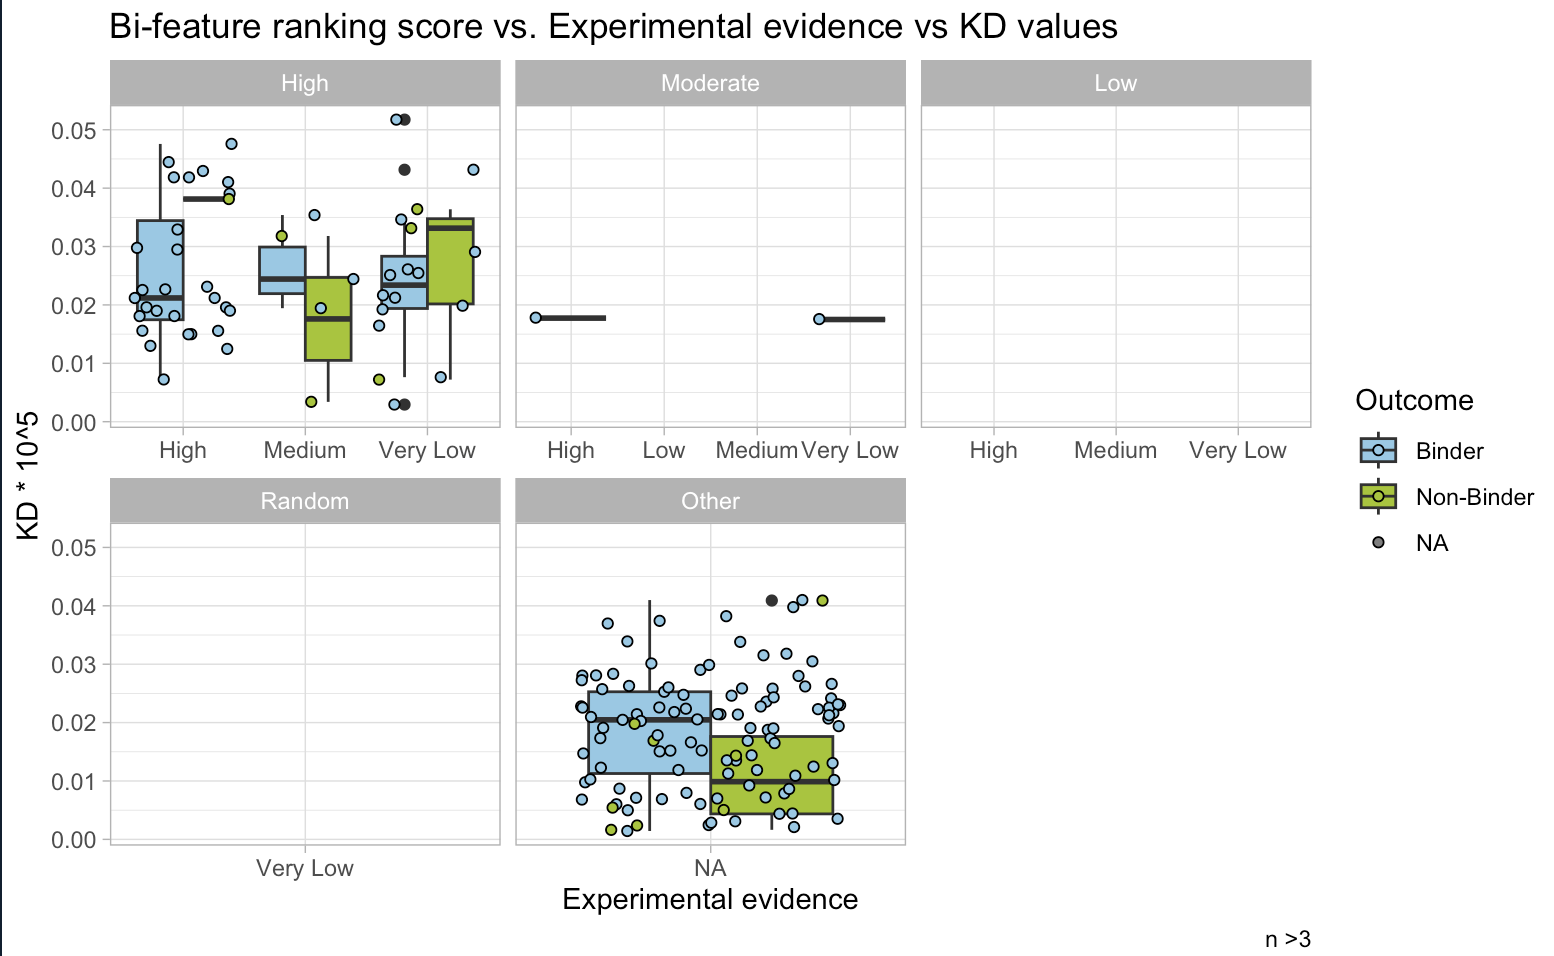 Bi-feature ranking score vs. Experimental evidence vs KD values
High
Moderate
Low
0.05
0.04
0.03
0.02
0.01
0.00
High Medium Very Low
High Low Medium Very Low
High Medium Very Low
KD * 10^5
Random
Other
0.05
0.04
0.03
0.02
0.01
0.00
Very Low
NA
Experimental evidence
Outcome
Binder
Non-Binder
NA
n >3